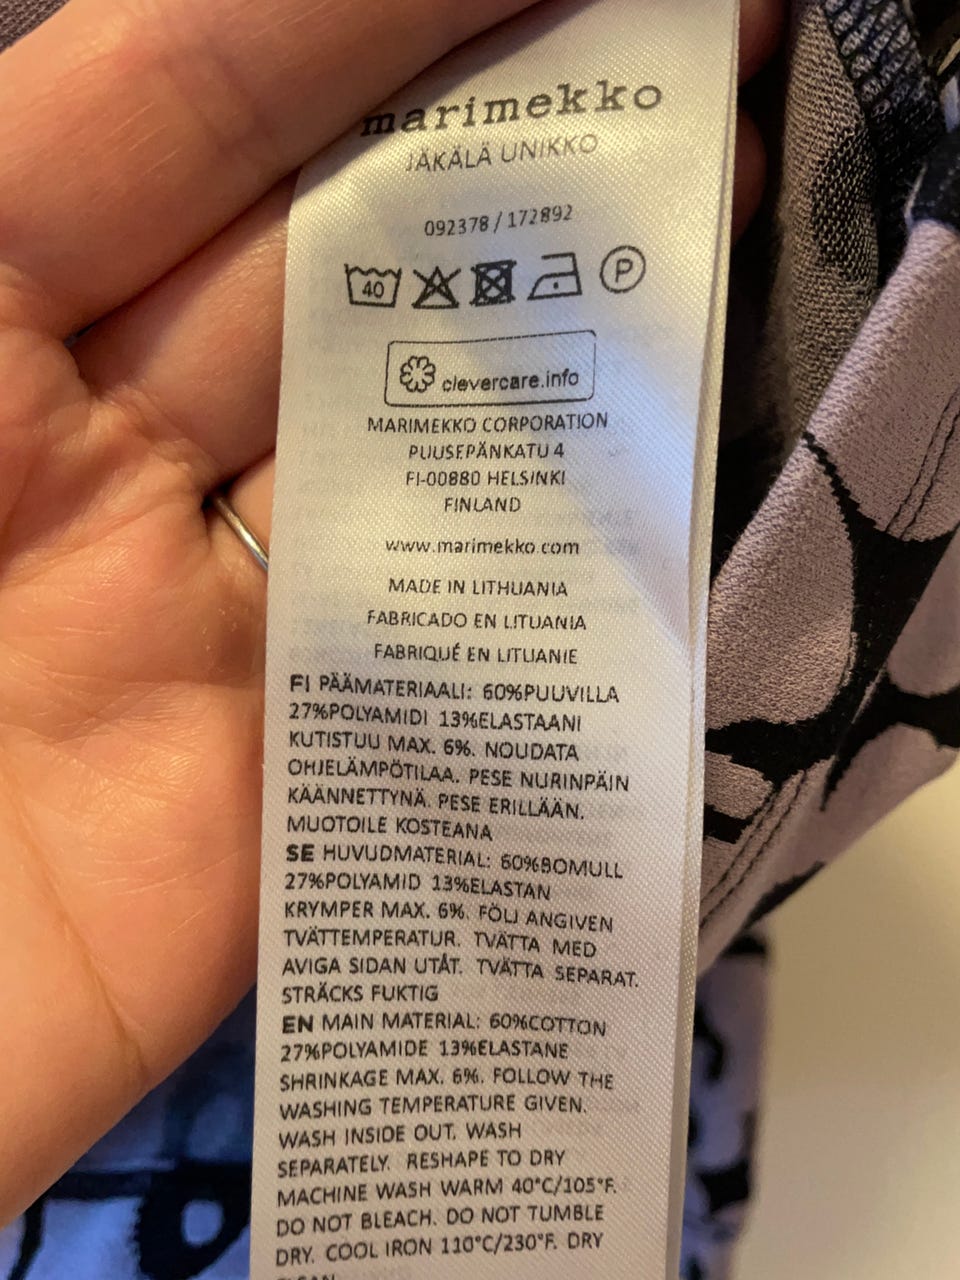 marimekko
JÄKÄLÄ UNIKKO
092378 / 172892
40 P
clevercare.info
MARIMEKKO CORPORATION
PUUSEPÄNKATU 4
FI-00880 HELSINKI
FINLAND
www.marimekko.com
MADE IN LITHUANIA
FABRICADO EN LITUANIA
FABRIQUÉ EN LITUANIE
FI PÄÄMATERIAALI: 60%PUUVILLA
27%POLYAMIDI 13%ELASTAANI
KUTISTUU MAX. 6%. NOUDATA
OHJELÄMPÖTILAA. PESE NURINPÄIN
KÄÄNNETTYNÄ. PESE ERILLÄÄN.
MUOTOILE KOSTEANA
SE HUVUDMATERIAL: 60%BOMULL
27%POLYAMID 13%ELASTAN
KRYMPER MAX. 6%. FÖLJ ANGIVEN
TVÄTTEMPERATUR. TVÄTTA MED
AVIGA SIDAN UTÅT. TVÄTTA SEPARAT.
STRÄCKS FUKTIG
EN MAIN MATERIAL: 60%COTTON
27%POLYAMIDE 13%ELASTANE
SHRINKAGE MAX. 6%. FOLLOW THE
WASHING TEMPERATURE GIVEN.
WASH INSIDE OUT. WASH
SEPARATELY. RESHAPE TO DRY
MACHINE WASH WARM 40°C/105°F.
DO NOT BLEACH. DO NOT TUMBLE
DRY. COOL IRON 110°C/230°F. DRY